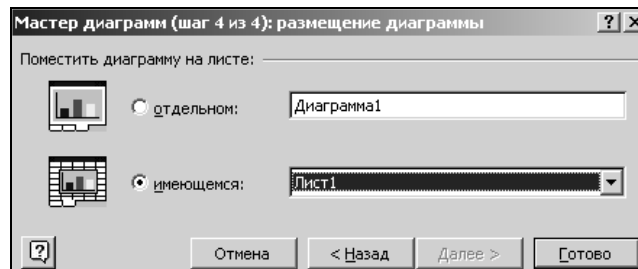 Мастер диаграмм (шаг 4 из 4): размещение диаграммы
Поместить диаграмму на листе:
отдельном: Диаграмма1
имеющемся: Лист1
Отмена < Назад Далее > Готово